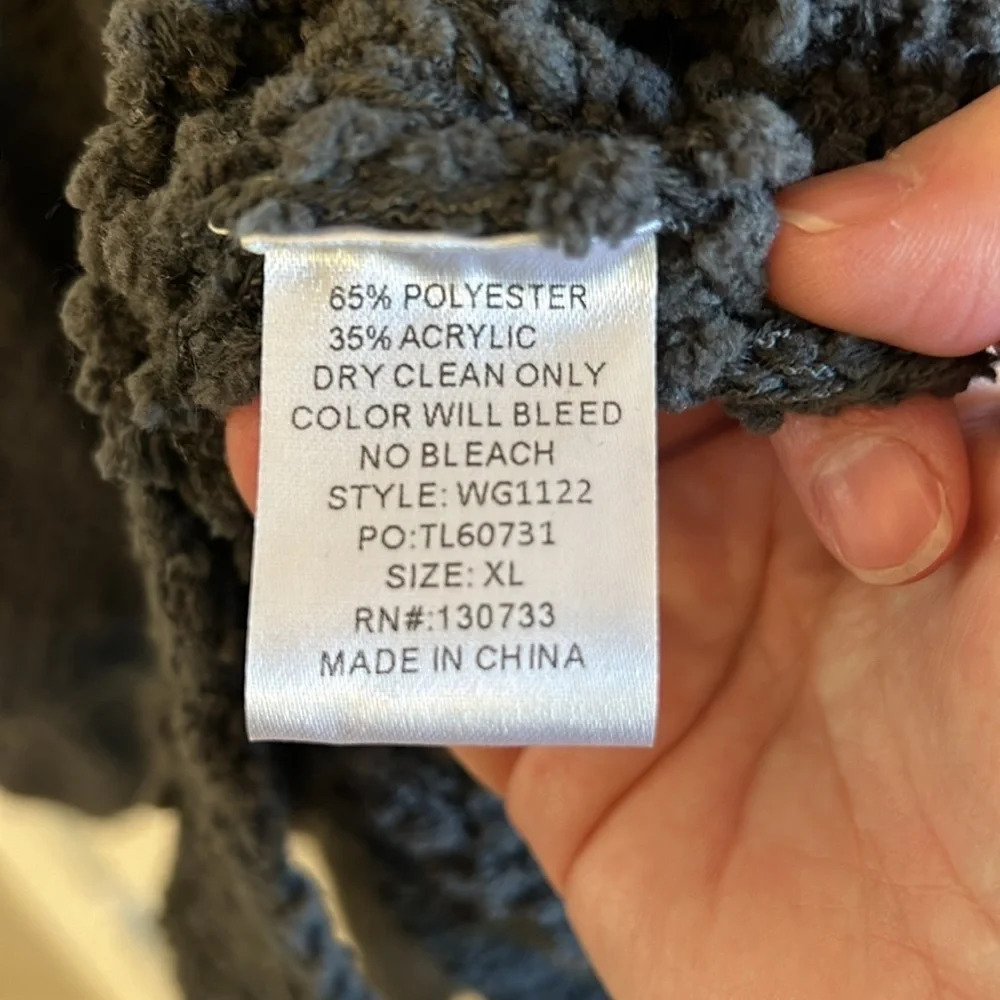 65% POLYESTER
35% ACRYLIC
DRY CLEAN ONLY
COLOR WILL BLEED
NO BLEACH
STYLE: WG1122
PO:TL60731
SIZE: XL
RN#:130733
MADE IN CHINA